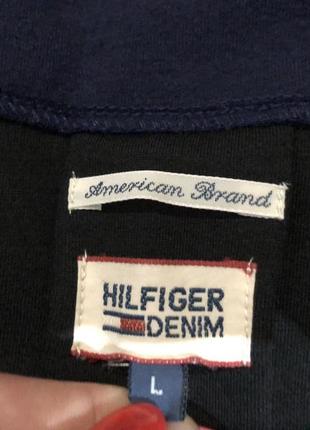 American Brand
HILFIGER
DENIM
L